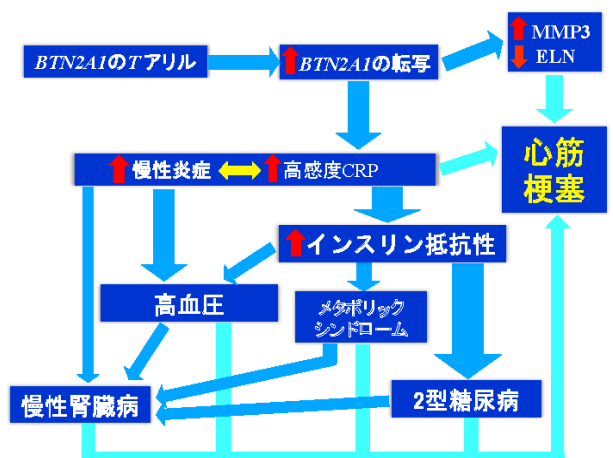 BTN2A1のTアリル
BTN2A1の転写
MMP3
ELN
慢性炎症
高感度CRP
心筋
梗塞
インスリン抵抗性
高血圧
メタボリック
シンドローム
慢性腎臓病
2型糖尿病